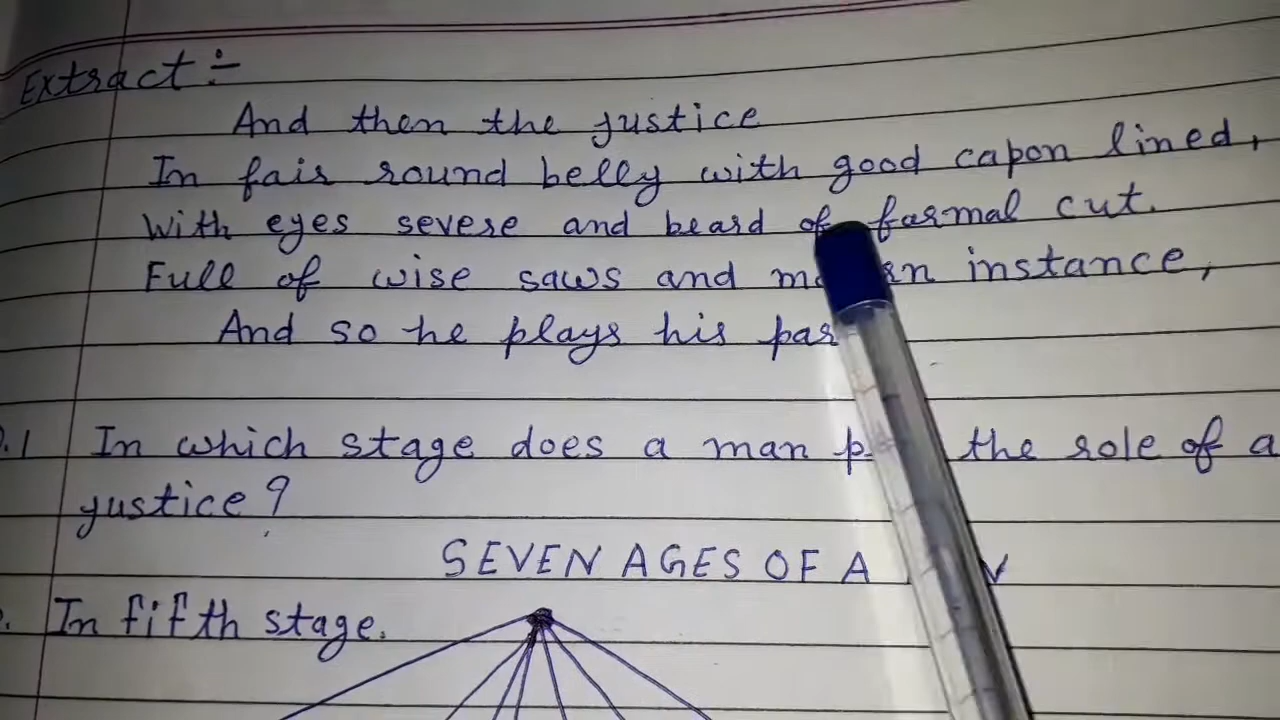 Extract :-
And then the justice
In fair round belly with good capon lined,
With eyes severe and beard of formal cut.
Full of wise saws and instance,
And so he plays his
.1 In which stage does a man the role of a
justice?
SEVEN AGES OF A
In fifth stage.